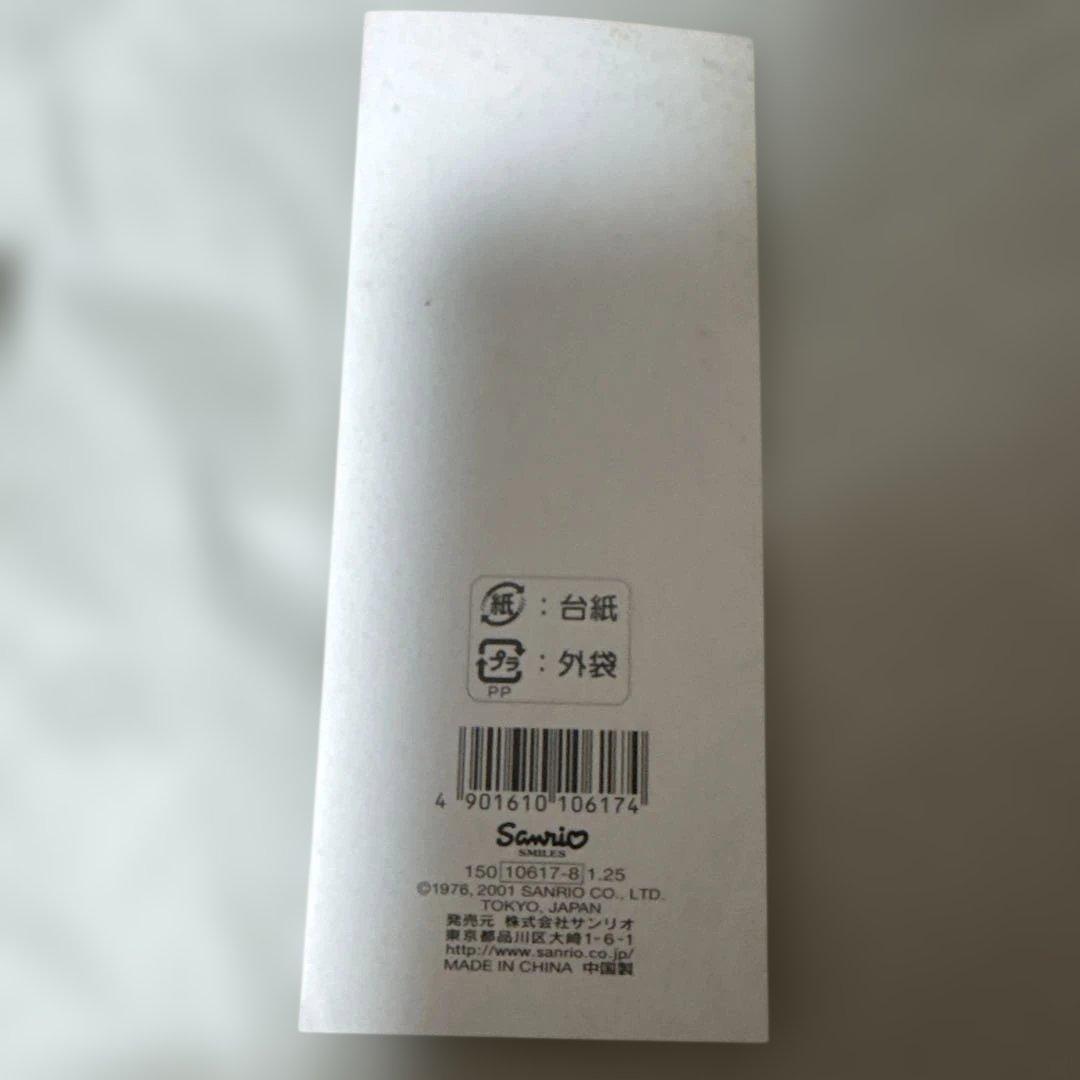 紙 : 台紙
プラ : 外袋
PP
4 901610 106174
Sanrio
SMILES
150 10617-8 1.25
©1976, 2001 SANRIO CO., LTD.
TOKYO, JAPAN
発売元 株式会社サンリオ
東京都品川区大崎1-6-1
http://www.sanrio.co.jp/
MADE IN CHINA 中国製